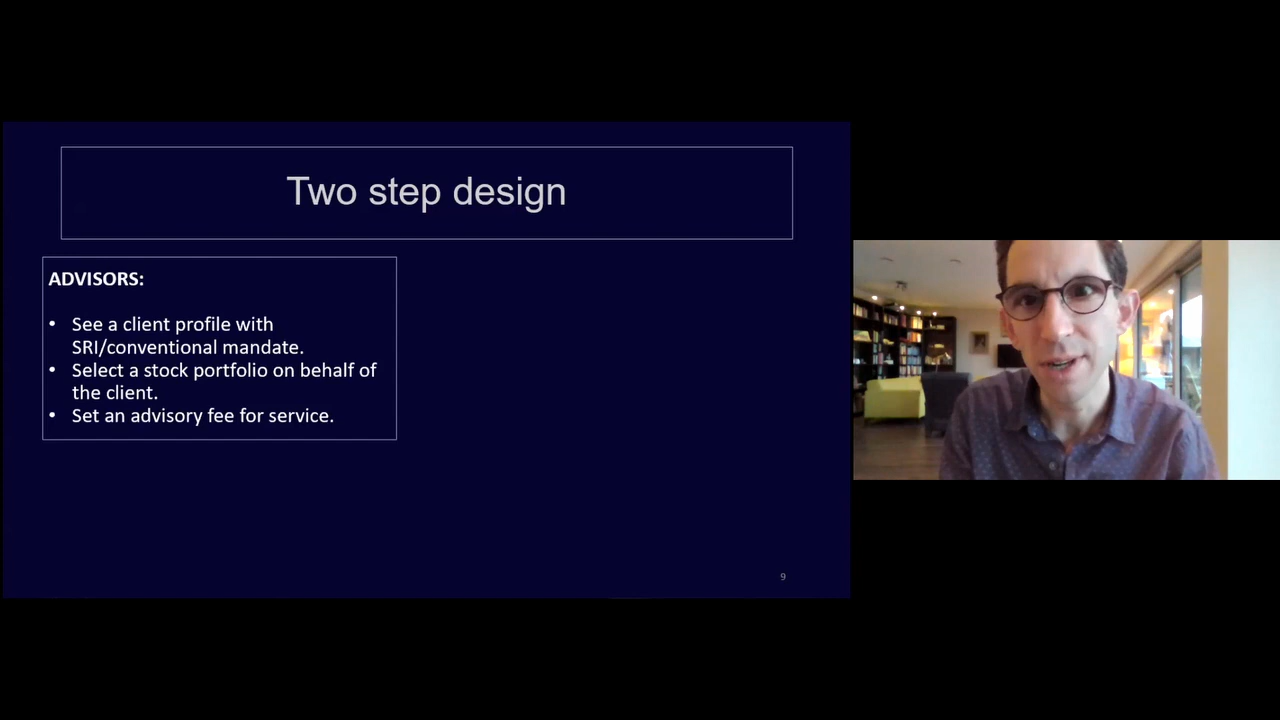 Two step design
ADVISORS:
• See a client profile with
SRI/conventional mandate.
• Select a stock portfolio on behalf of
the client.
• Set an advisory fee for service.
9